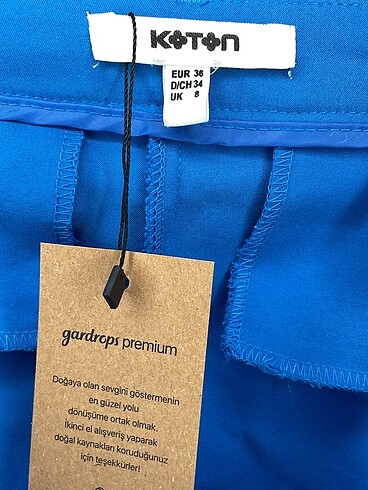 KOTON
EUR 36
D/CH 34
UK 8
gardrops premium
Doğaya olan sevgini göstermenin
en güzel yolu
dönüşüme ortak olmak.
İkinci el alışveriş yaparak
doğal kaynakları koruduğunuz
için teşekkürler!